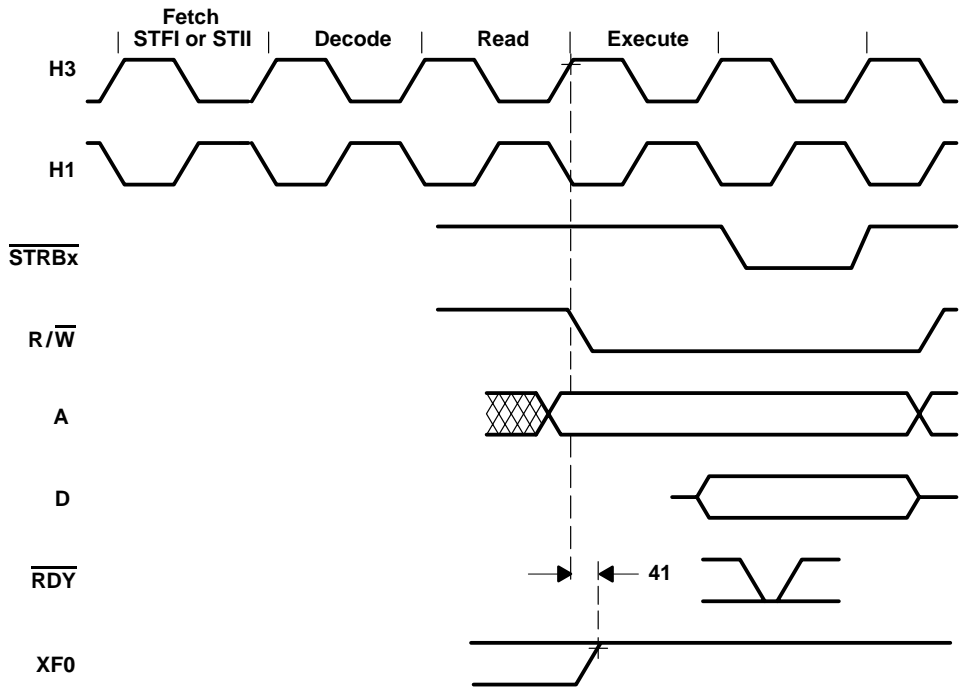 Fetch
STFI or STII Decode Read Execute
H3
H1
STRBx
R/W
A
D
RDY
41
XF0